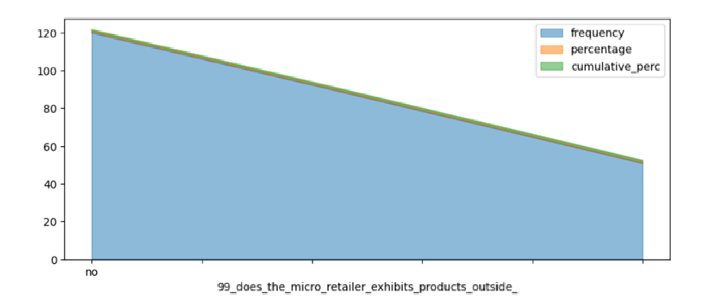 120
100
80
60
40
20
0
frequency
percentage
cumulative_perc
no
99_does_the_micro_retailer_exhibits_products_outside_